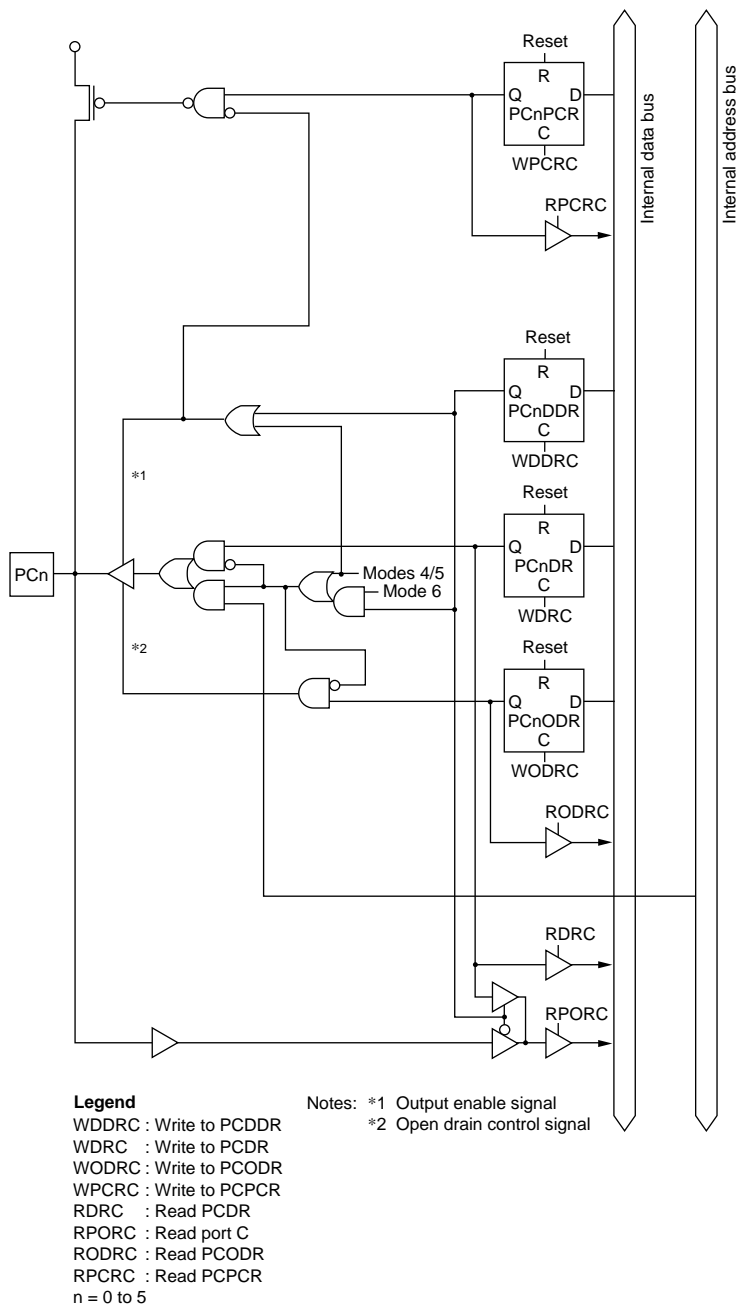 Reset
R
Q D
PCnPCR
C
WPCRC
RPCRC
Internal data bus
Internal address bus
Reset
R
Q D
PCnDDR
C
WDDRC
*1
Reset
R
Q D
PCnDR
C
WDRC
PCn
Modes 4/5
Mode 6
*2
Reset
R
Q D
PCnODR
C
WODRC
RODRC
RDRC
RPORC
Legend
WDDRC : Write to PCDDR
WDRC : Write to PCDR
WODRC : Write to PCODR
WPCRC : Write to PCPCR
RDRC : Read PCDR
RPORC : Read port C
RODRC : Read PCODR
RPCRC : Read PCPCR
n = 0 to 5
Notes: *1 Output enable signal
*2 Open drain control signal